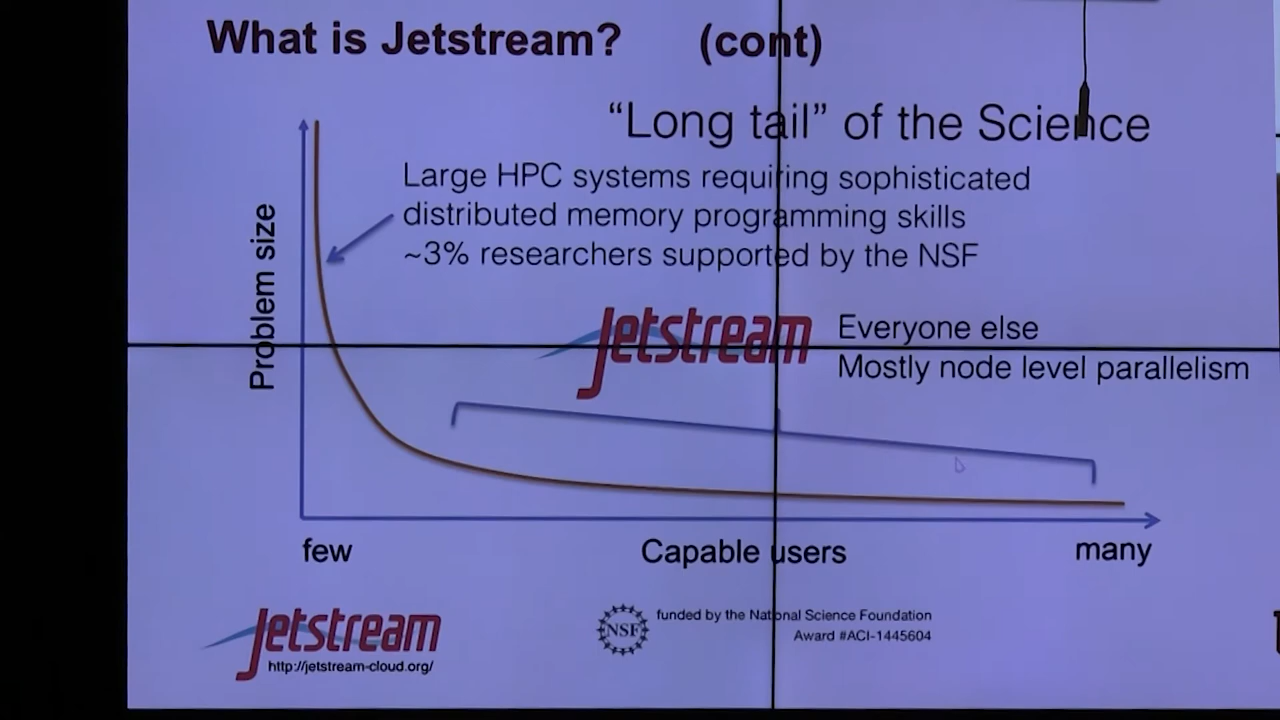 What is Jetstream? (cont)
“Long tail” of the Science
Large HPC systems requiring sophisticated
distributed memory programming skills
~3% researchers supported by the NSF
Problem size
Jetstream
Everyone else
Mostly node level parallelism
few
Capable users
many
Jetstream
http://jetstream-cloud.org/
NSF
funded by the National Science Foundation
Award #ACI-1445604